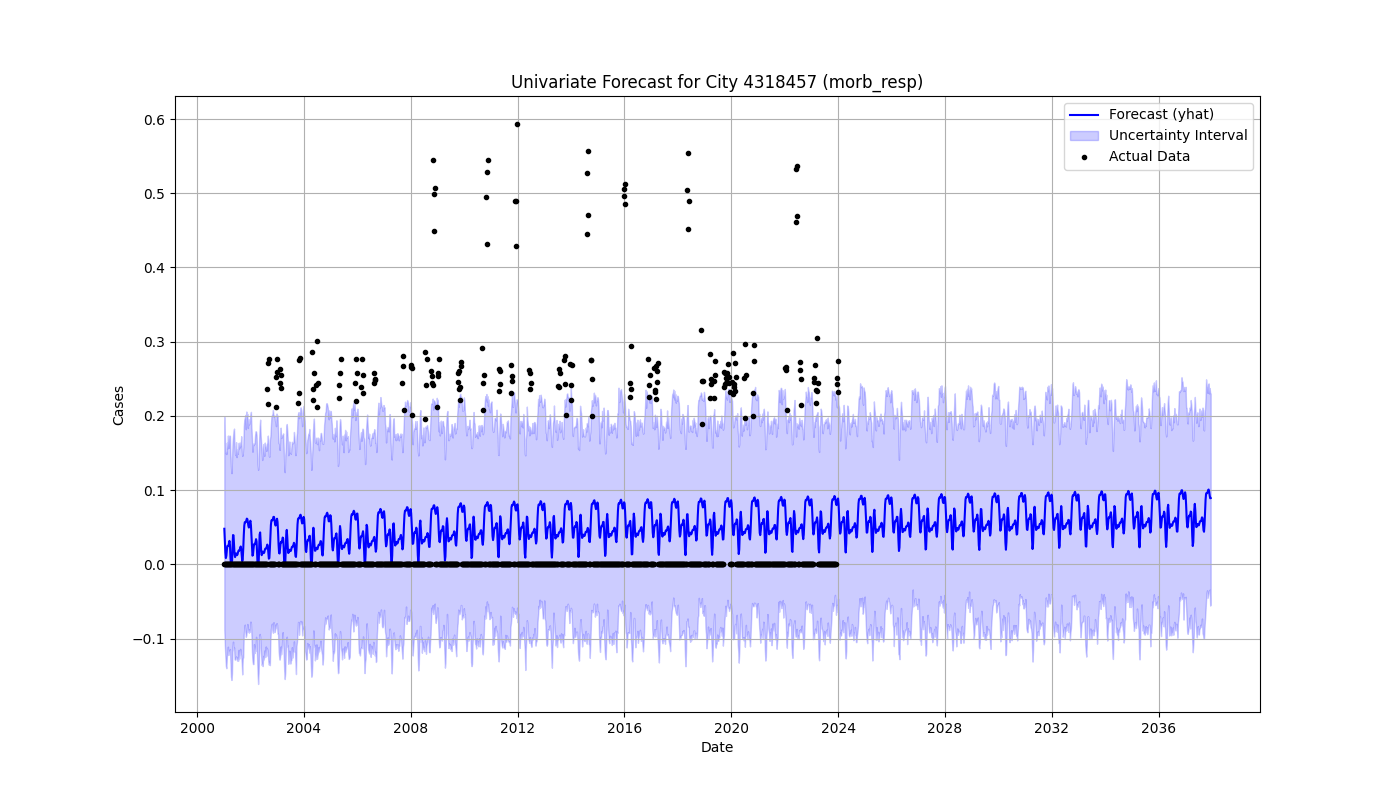 Univariate Forecast for City 4318457 (morb_resp)
Forecast (yhat)
Uncertainty Interval
Actual Data
Cases
0.6
0.5
0.4
0.3
0.2
0.1
0.0
−0.1
2000 2004 2008 2012 2016 2020 2024 2028 2032 2036
Date